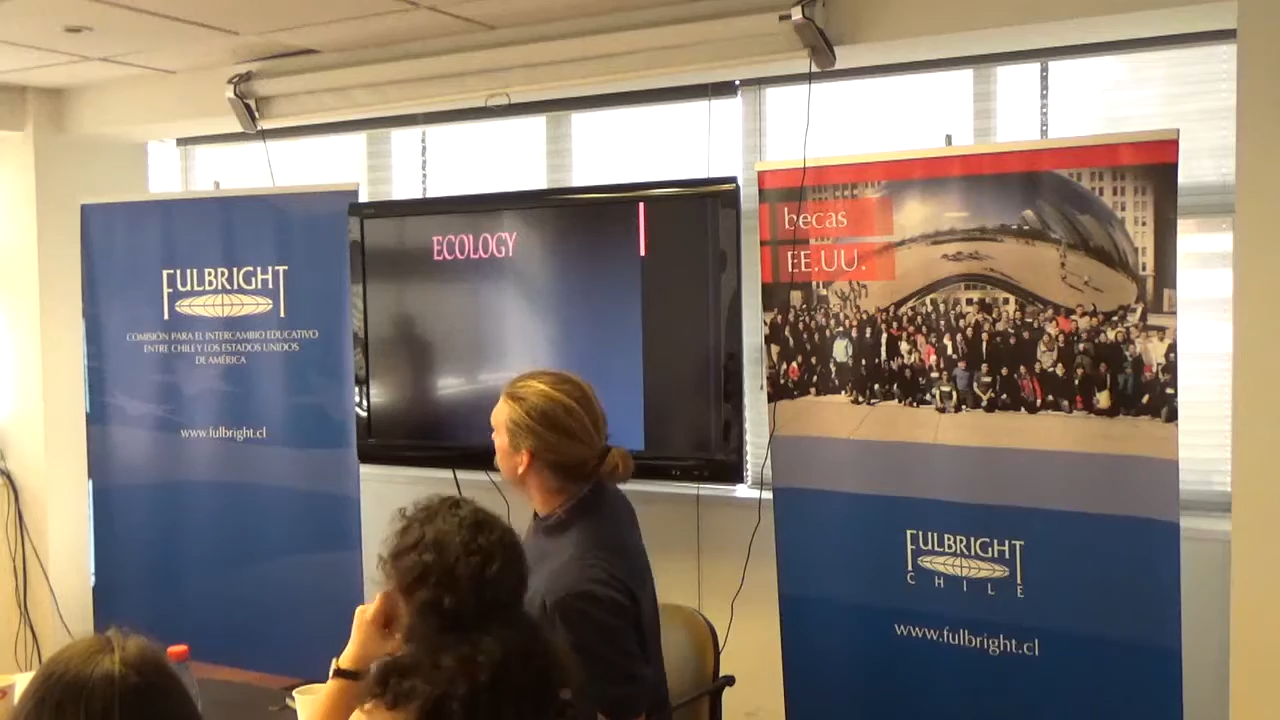 FULBRIGHT
COMISIÓN PARA EL INTERCAMBIO EDUCATIVO
ENTRE CHILE Y LOS ESTADOS UNIDOS
DE AMÉRICA
www.fulbright.cl
ECOLOGY
becas
EE.UU.
FULBRIGHT
CHILE
www.fulbright.cl